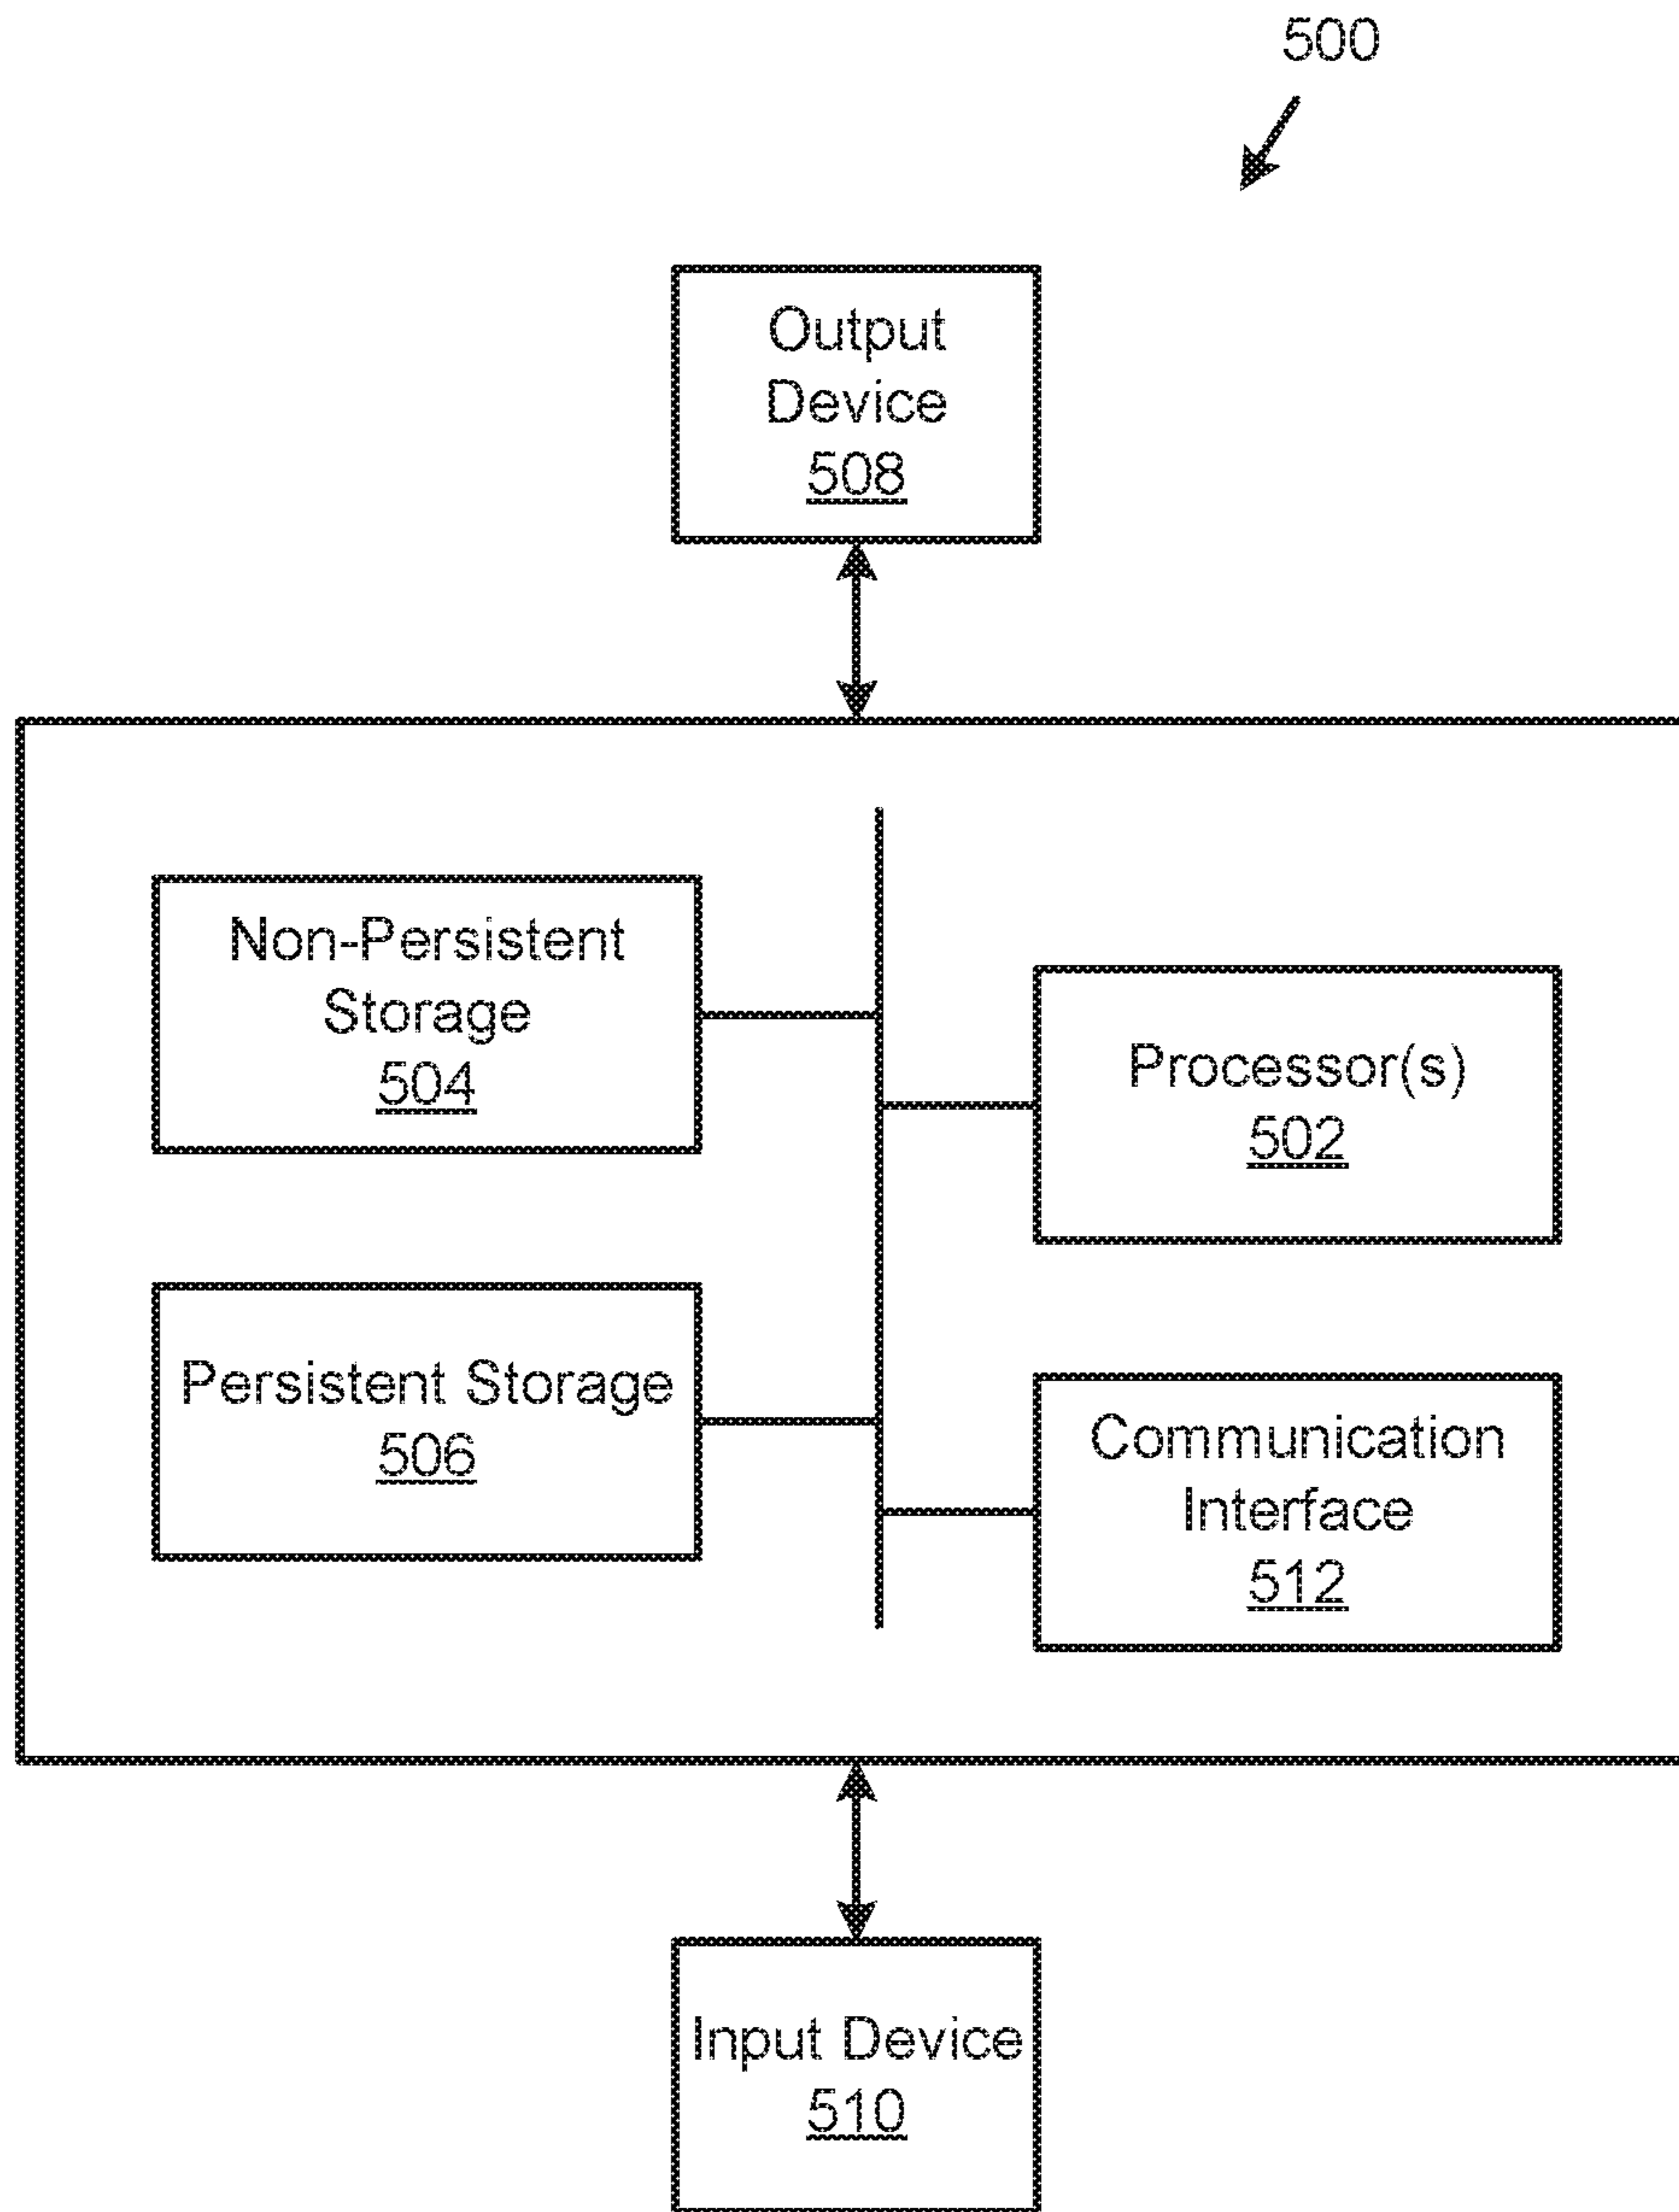 500
Output
Device
508
Non-Persistent
Storage
504
Processor(s)
502
Persistent Storage
506
Communication
Interface
512
Input Device
510